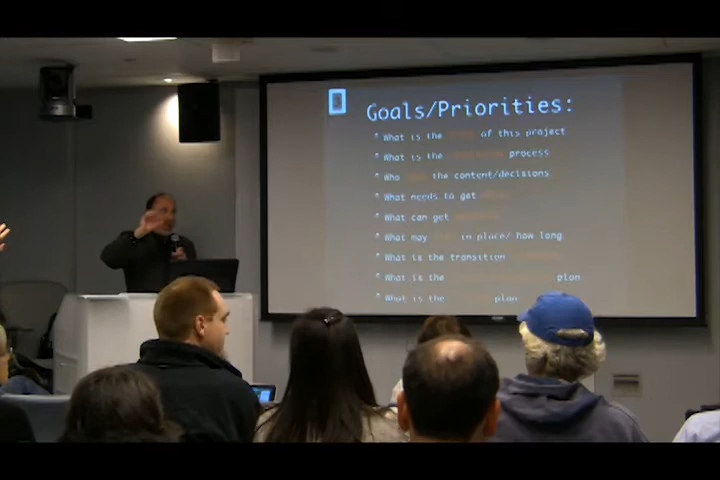 Goals/Priorities:
What is the of this project
What is the process
Who the content/decisions
What needs to get
What can get
What may in place/ how long
What is the transition
What is the plan
What is the plan